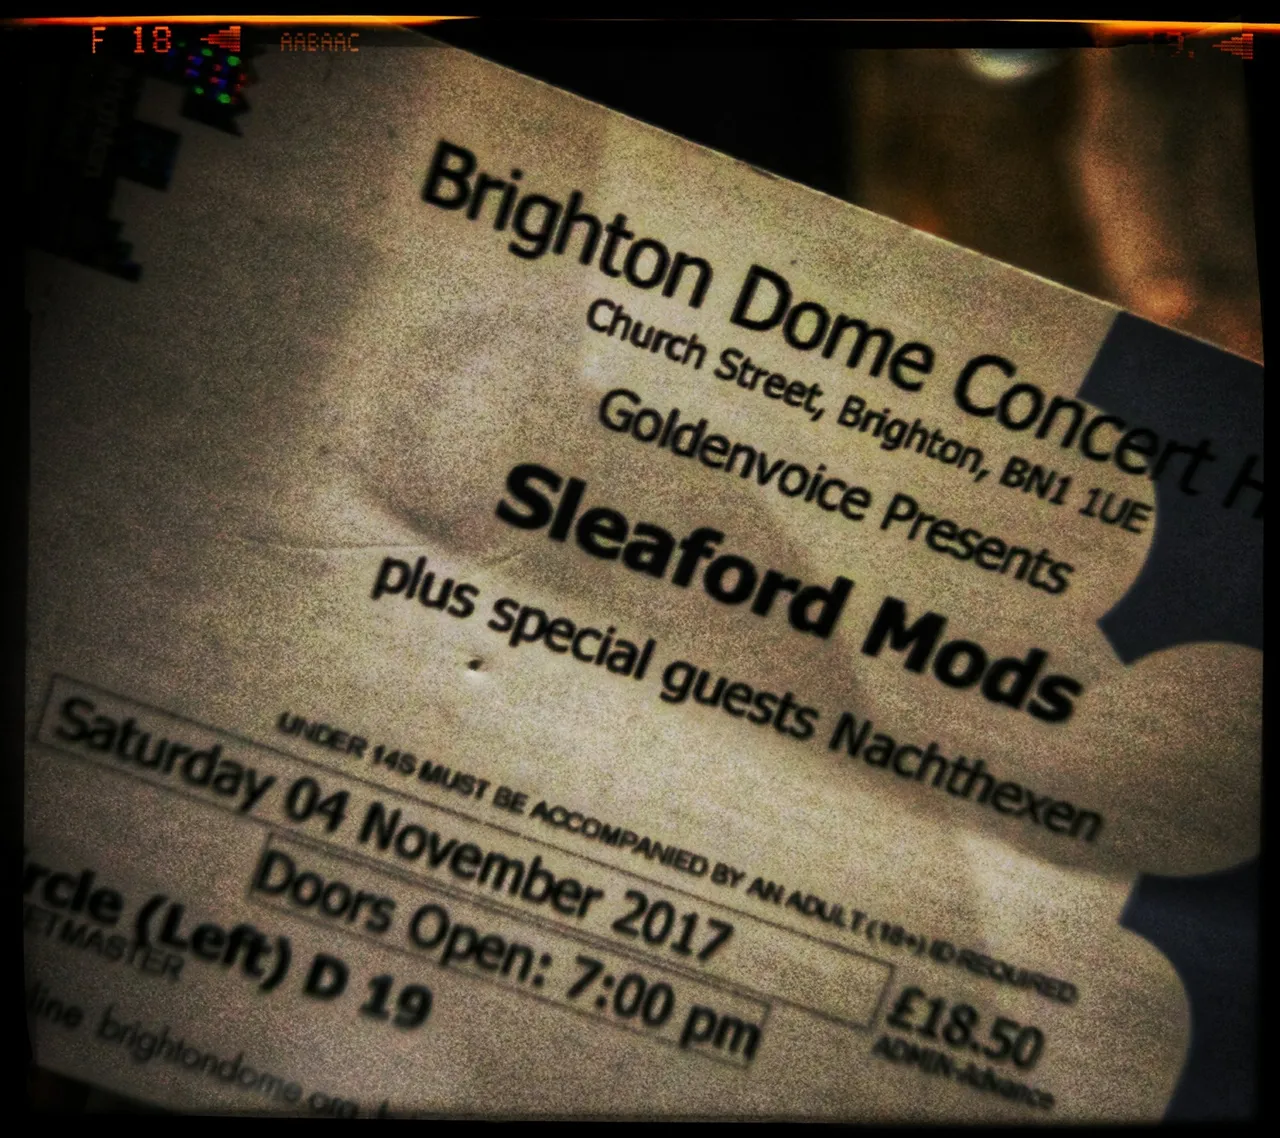 F 18 AABAAC
Brighton Dome Concert H
Church Street, Brighton, BN1 1UE
Goldenvoice Presents
Sleaford Mods
plus special guests Nachthexen
UNDER 14S MUST BE ACCOMPANIED BY AN ADULT (18+) ID REQUIRED
Saturday 04 November 2017
Doors Open: 7:00 pm
£18.50
ADMIN-Advance
rcle (Left) D 19
ETMASTER
line brightondome.org